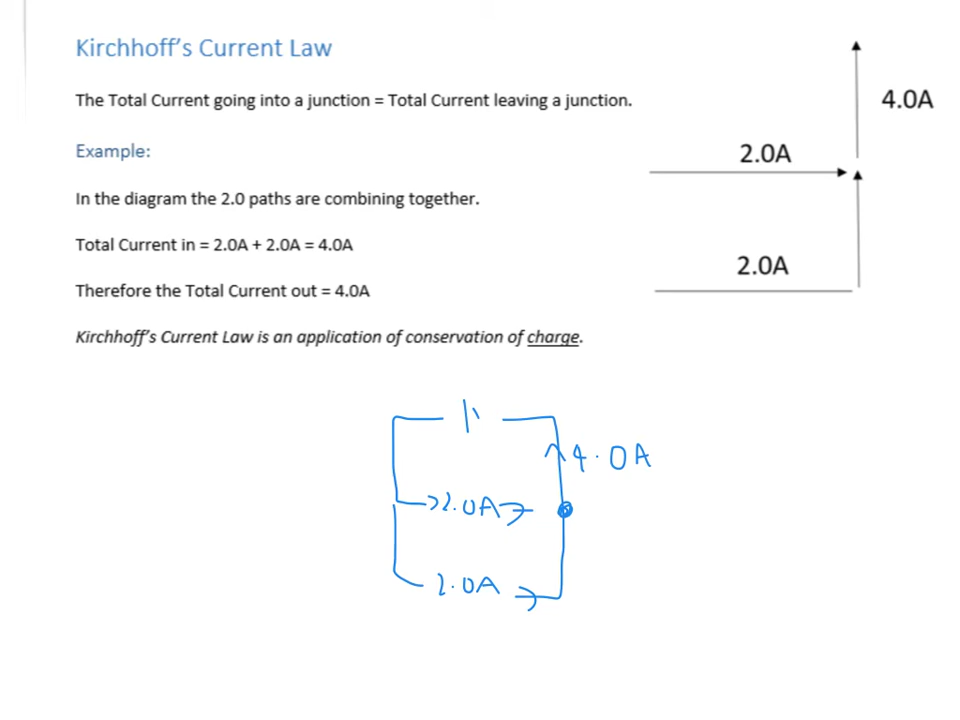 Kirchhoff's Current Law
The Total Current going into a junction = Total Current leaving a junction.
4.0A
Example:
2.0A
In the diagram the 2.0 paths are combining together.
Total Current in = 2.0A + 2.0A = 4.0A
2.0A
Therefore the Total Current out = 4.0A
Kirchhoff's Current Law is an application of conservation of charge.
4.0A
2.0A
2.0A